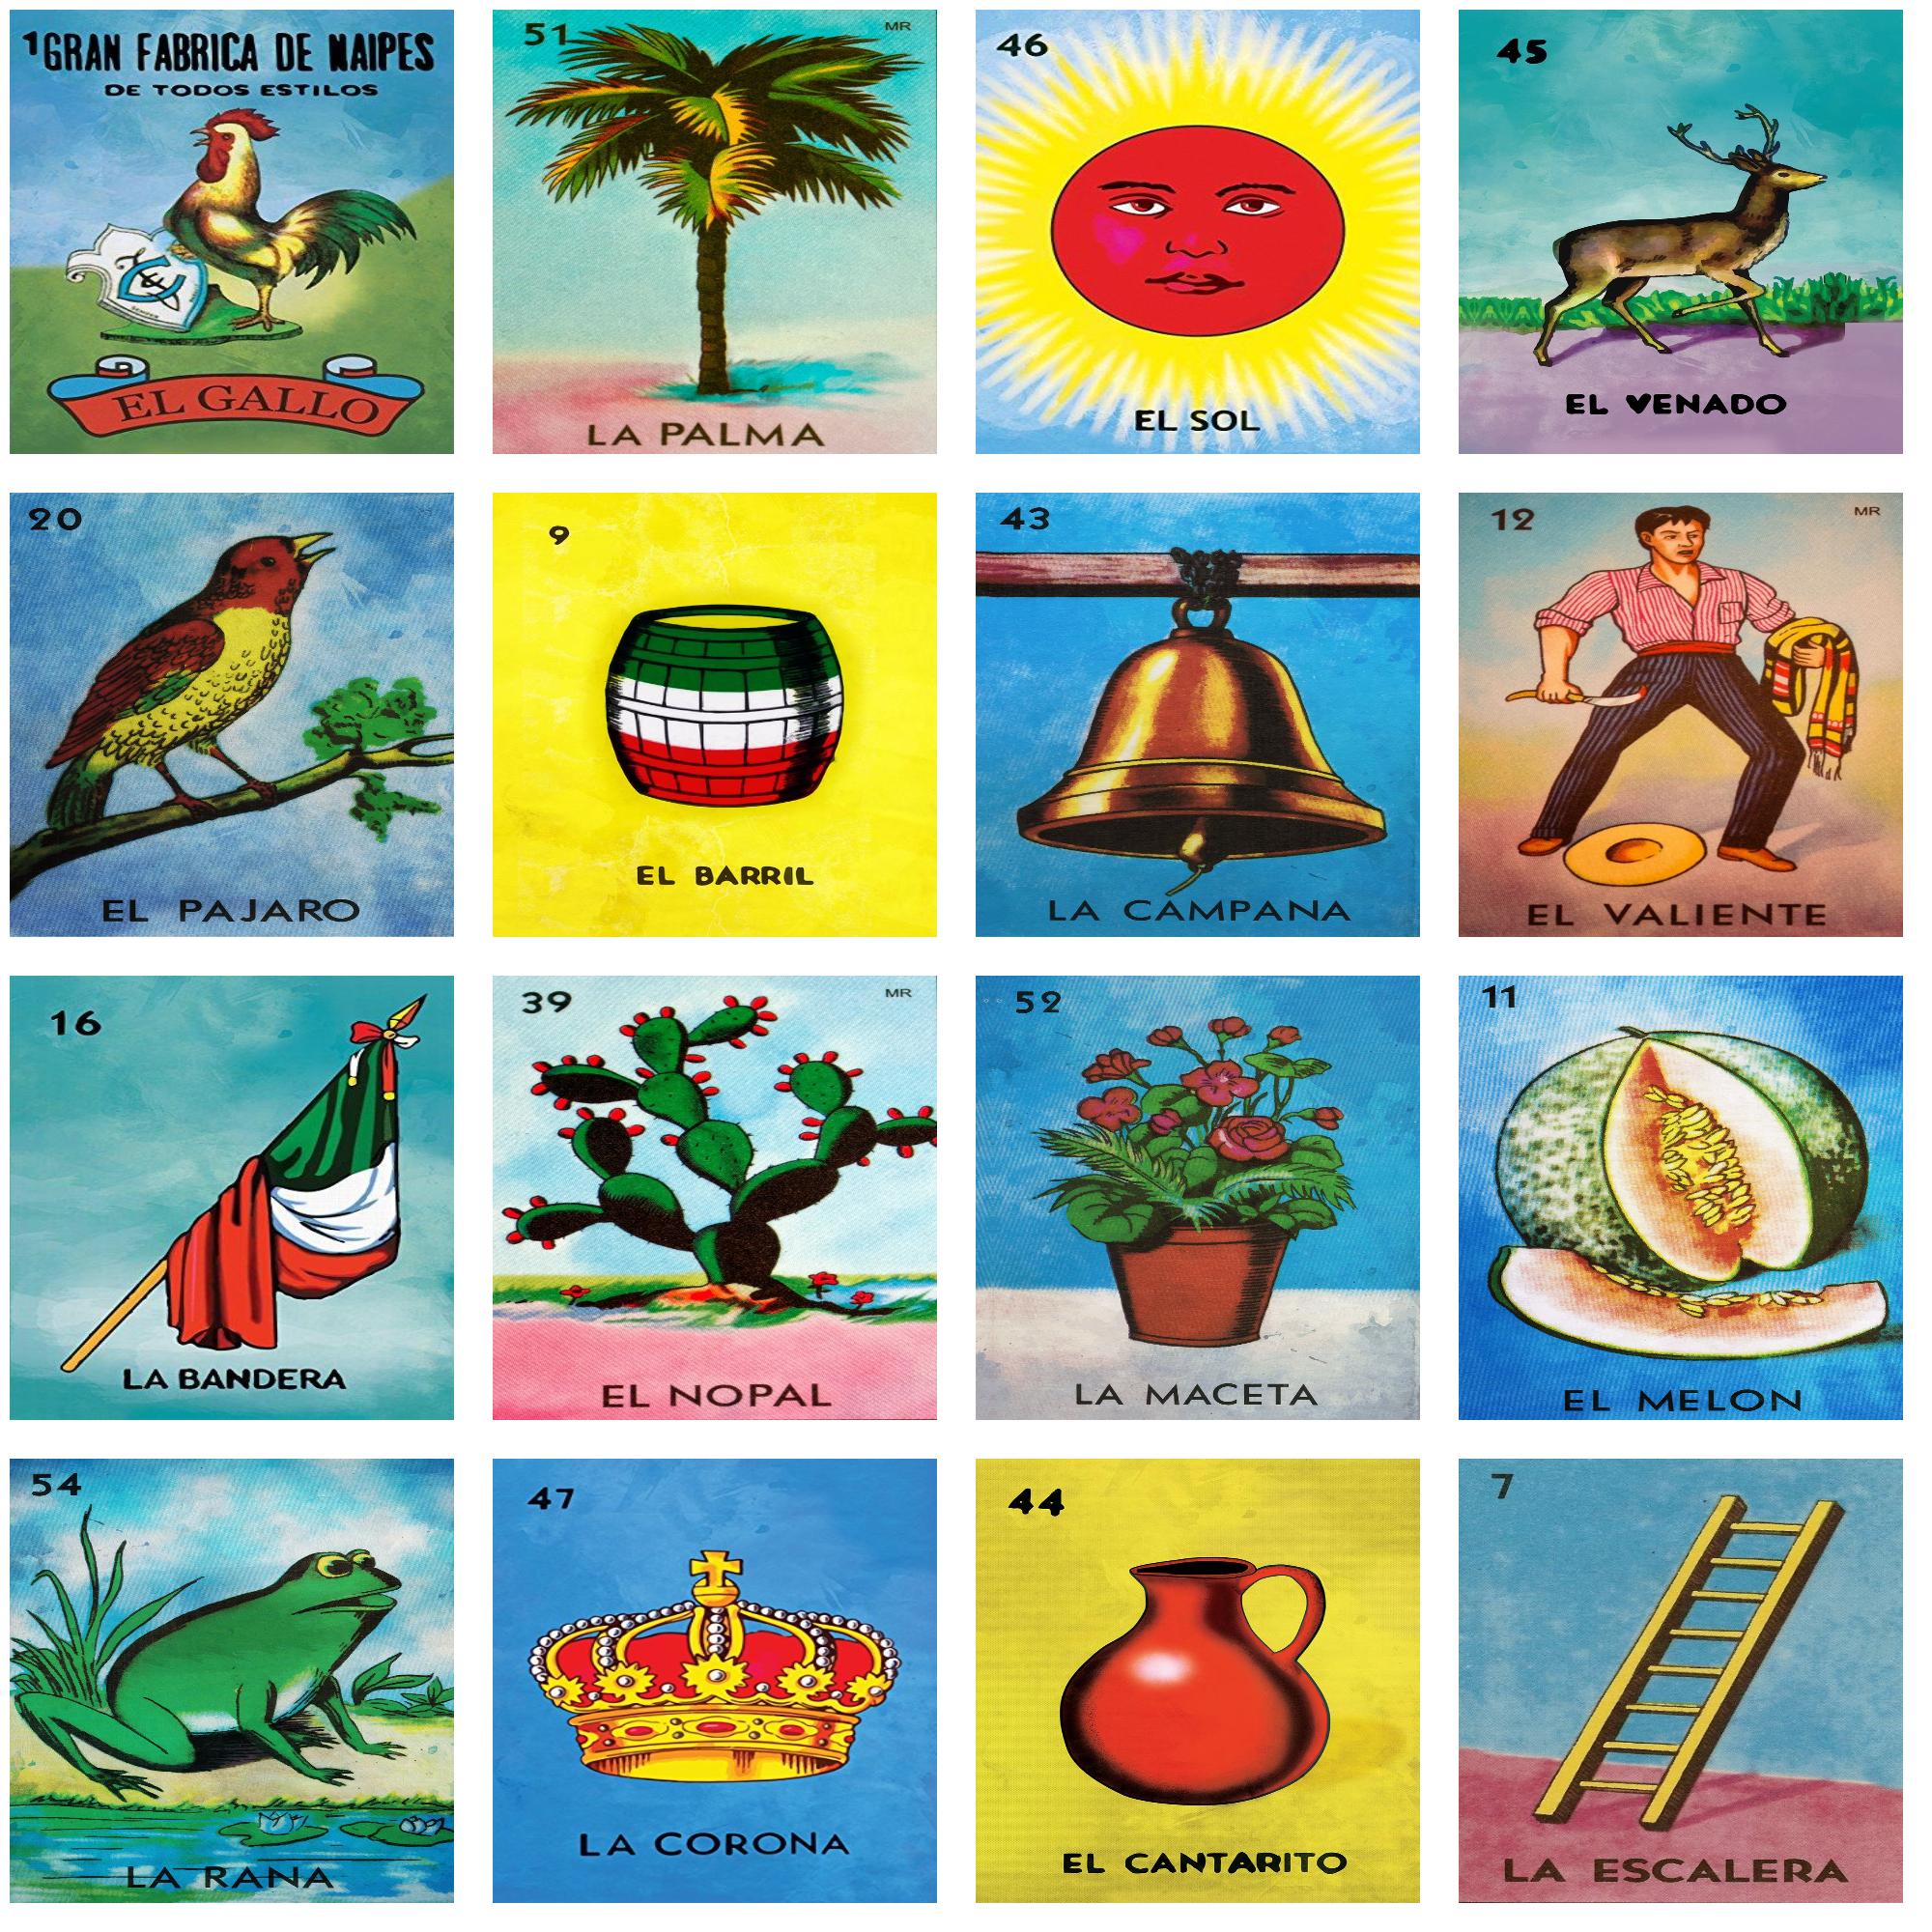 1 GRAN FABRICA DE NAIPES
DE TODOS ESTILOS
EL GALLO
51 MR
LA PALMA
46
EL SOL
45
EL VENADO
20
EL PAJARO
9
EL BARRIL
43
LA CAMPANA
12 MR
EL VALIENTE
16
LA BANDERA
39 MR
EL NOPAL
52
LA MACETA
11
EL MELON
54
LA RANA
47
LA CORONA
44
EL CANTARITO
7
LA ESCALERA